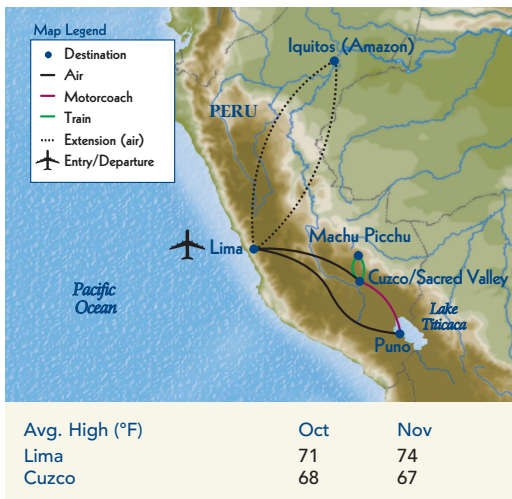 Map Legend
Destination
Air
Motorcoach
Train
Extension (air)
Entry/Departure
Iquitos (Amazon)
PERU
Lima
Machu Picchu
Cuzco/Sacred Valley
Pacific
Ocean
Lake
Titicaca
Puno
Avg. High (°F) Oct Nov
Lima 71 74
Cuzco 68 67